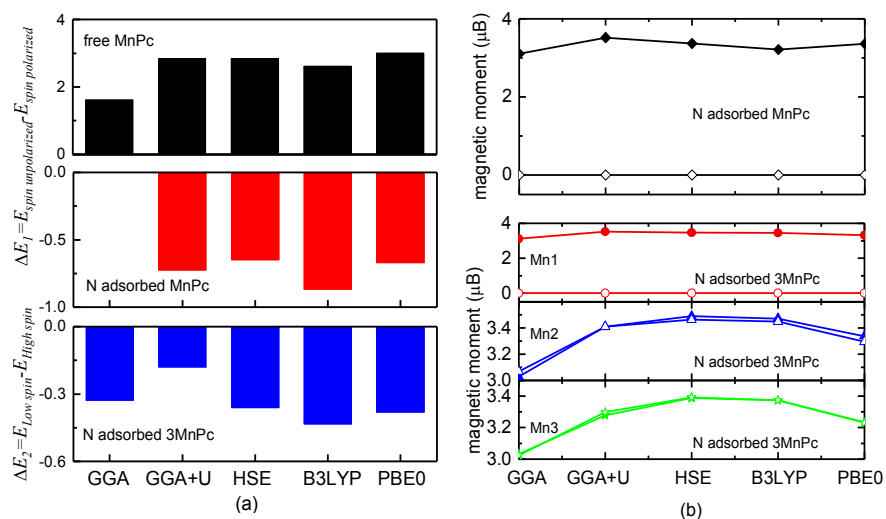 free MnPc
4
2
0
0.0
-0.5
-1.0
N adsorbed MnPc
0.0
-0.3
-0.6
N adsorbed 3MnPc
ΔE1=Espin unpolarized-Espin polarized
ΔE2=ELow spin-EHigh spin
GGA GGA+U HSE B3LYP PBE0
(a)
4
2
0
N adsorbed MnPc
magnetic moment (μB)
4
2
0
Mn1
N adsorbed 3MnPc
3.4
3.2
3.0
Mn2
N adsorbed 3MnPc
3.4
3.2
3.0
Mn3
N adsorbed 3MnPc
magnetic moment (μB)
GGA GGA+U HSE B3LYP PBE0
(b)